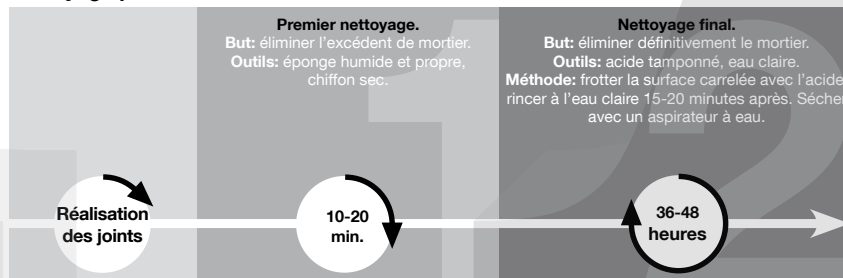 Premier nettoyage.
But: éliminer l'excédent de mortier.
Outils: éponge humide et propre,
chiffon sec.
Nettoyage final.
But: éliminer définitivement le mortier.
Outils: acide tamponné, eau claire.
Méthode: frotter la surface carrelée avec l'acide
rincer à l'eau claire 15-20 minutes après. Sécher
avec un aspirateur à eau.
Réalisation
des joints
10-20
min.
36-48
heures
1
2